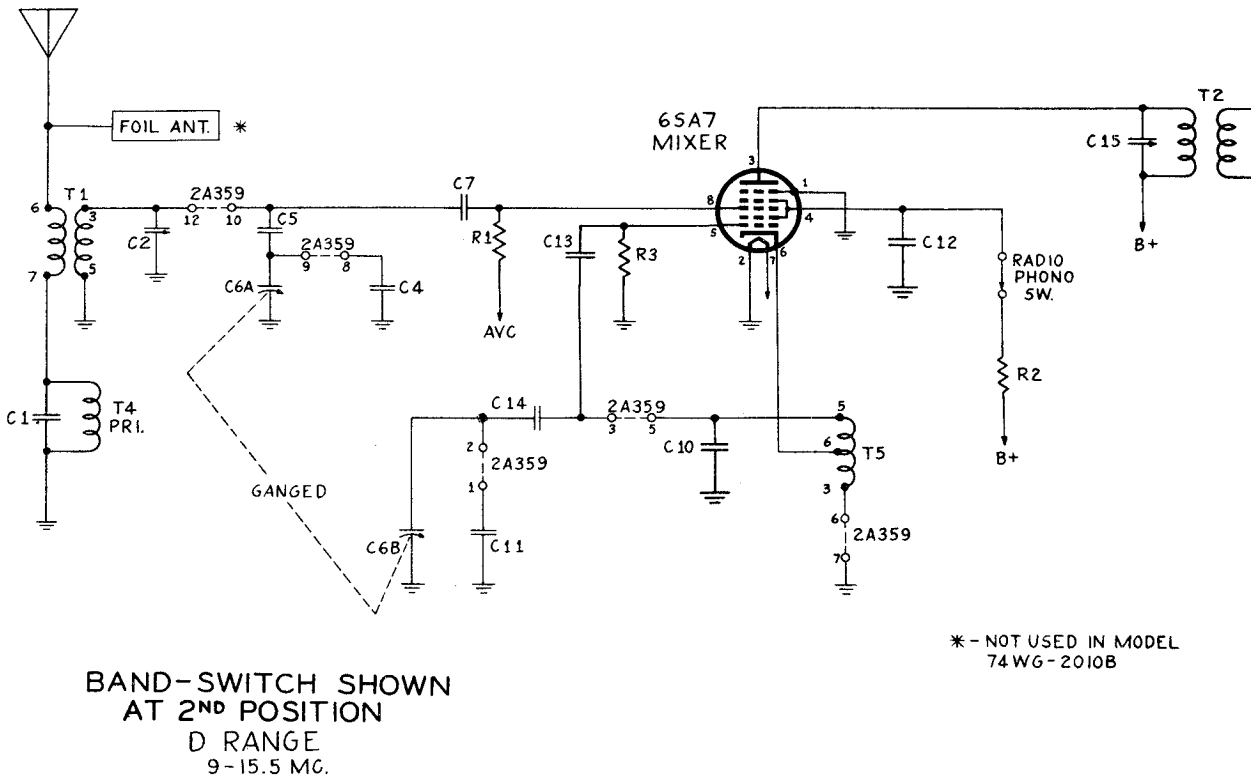 FOIL ANT. *
6SA7
MIXER
T2
C15
B+
T1
6
3
7
5
2A359
12
10
C2
C5
2A359
9
8
C6A
C4
C7
R1
AVC
C13
R3
8
5
3
1
4
2
7
6
C12
RADIO
PHONO
SW.
R2
B+
C1
T4
PRI.
GANGED
C14
2A359
3
5
2
2A359
1
C6B
C11
C10
5
6
T5
3
6
2A359
7
* - NOT USED IN MODEL
74WG-2010B
BAND-SWITCH SHOWN
AT 2ND POSITION
D RANGE
9-15.5 MC.